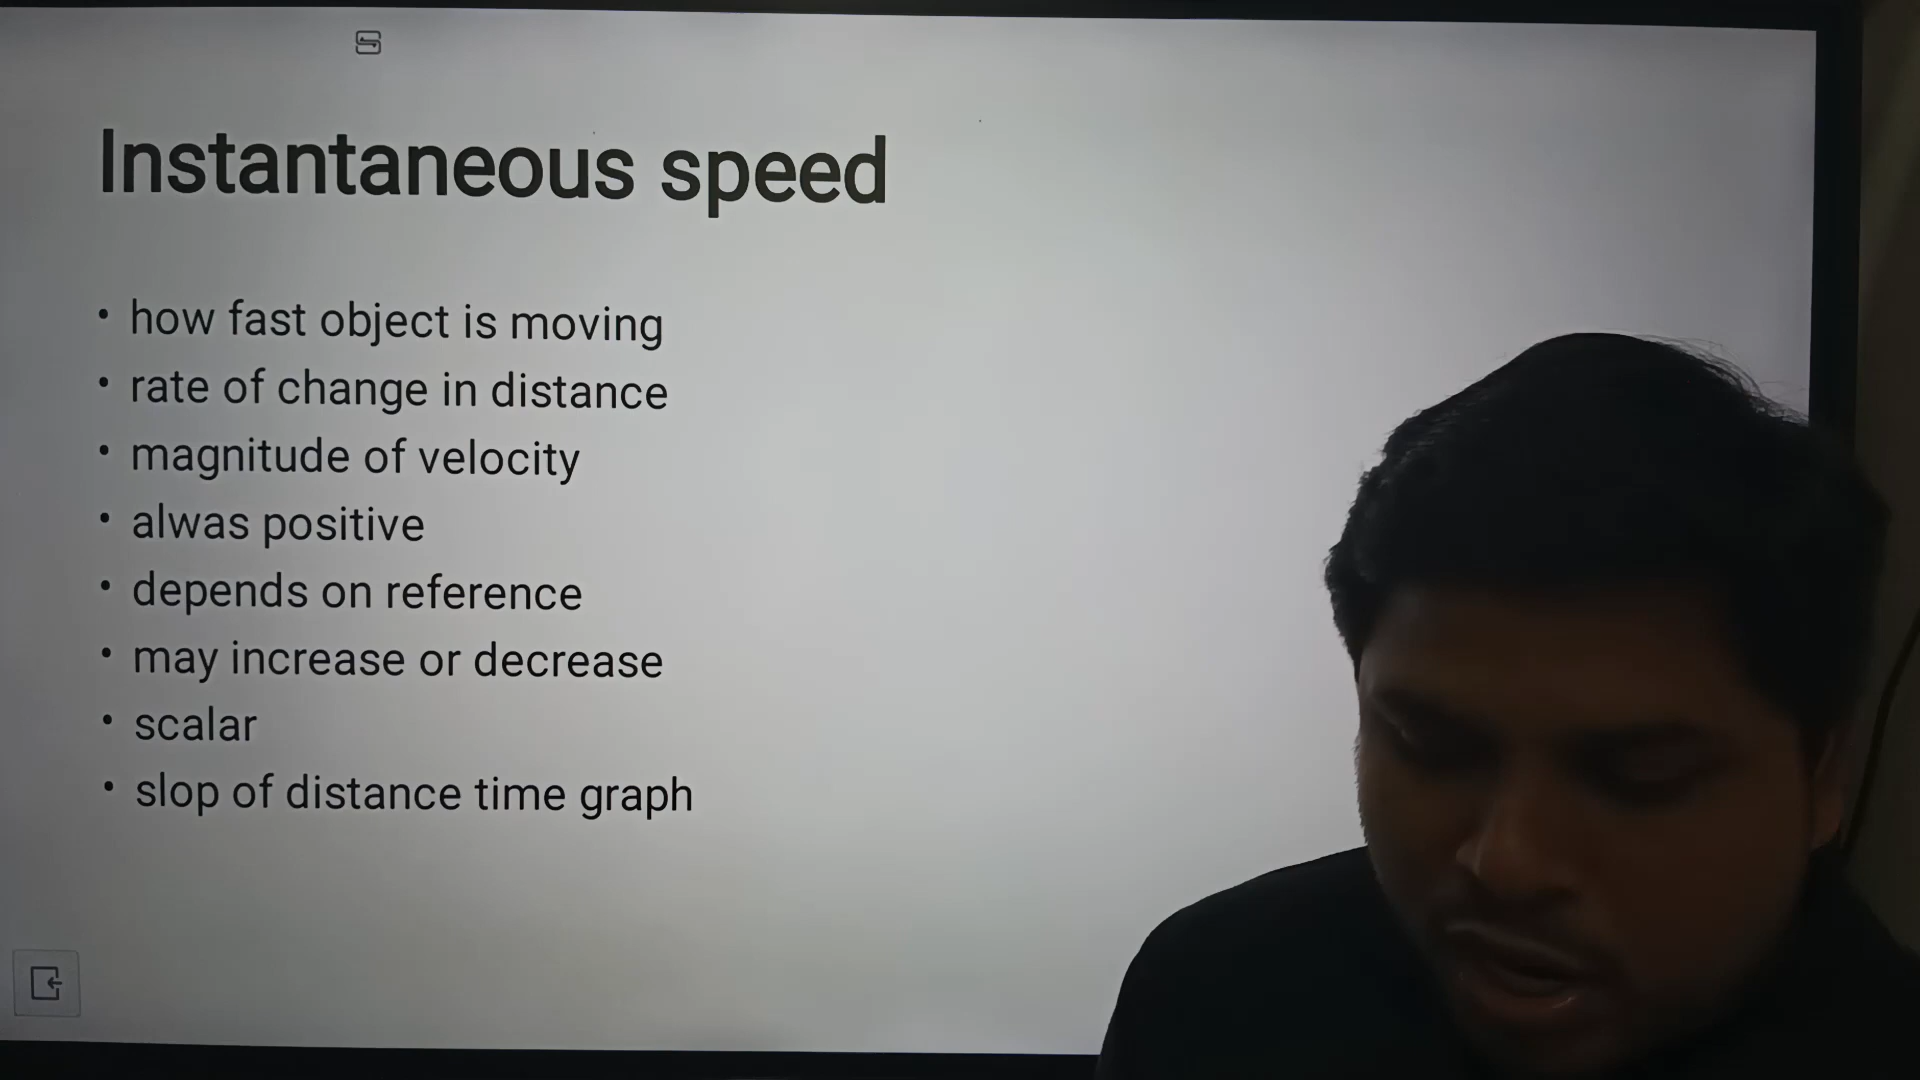 Instantaneous speed
• how fast object is moving
• rate of change in distance
• magnitude of velocity
• alwas positive
• depends on reference
• may increase or decrease
• scalar
• slop of distance time graph